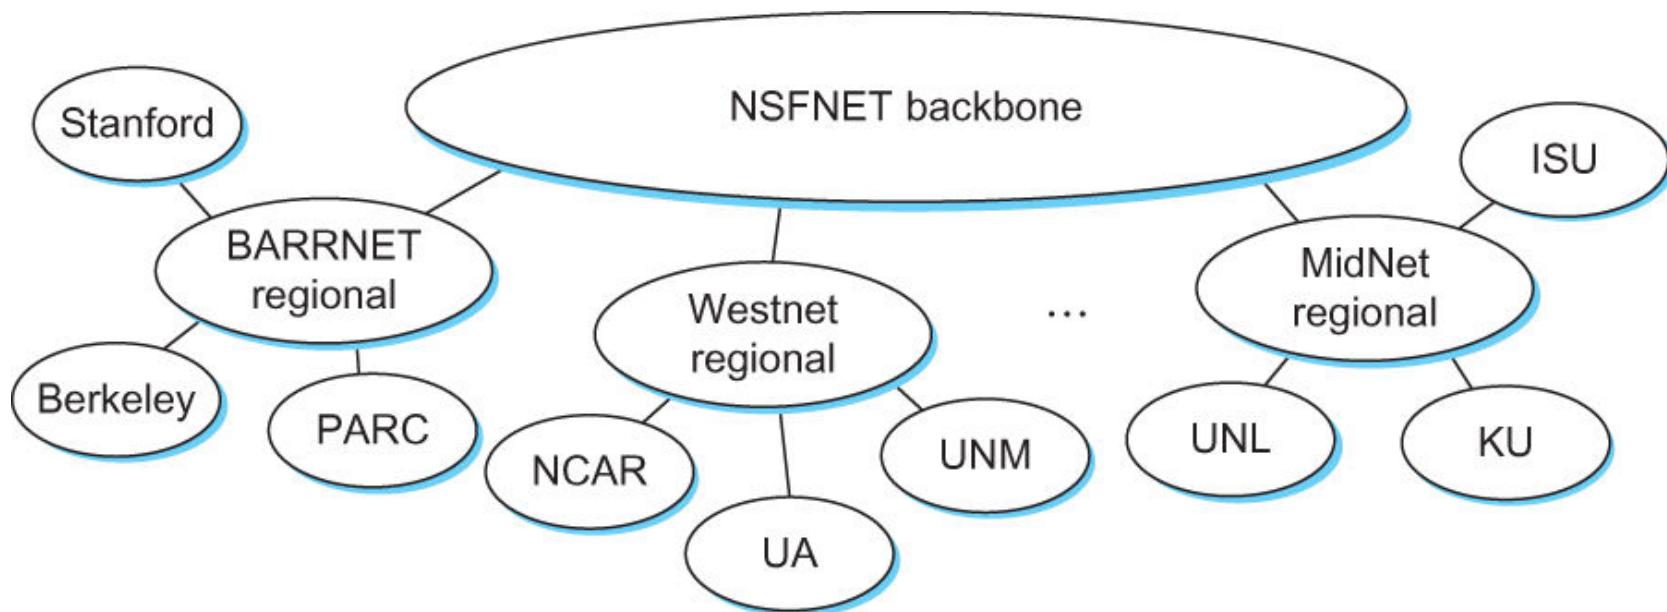 NSFNET backbone
Stanford
ISU
BARRNET
regional
MidNet
regional
Westnet
regional
...
Berkeley
PARC
NCAR
UNM
UNL
KU
UA